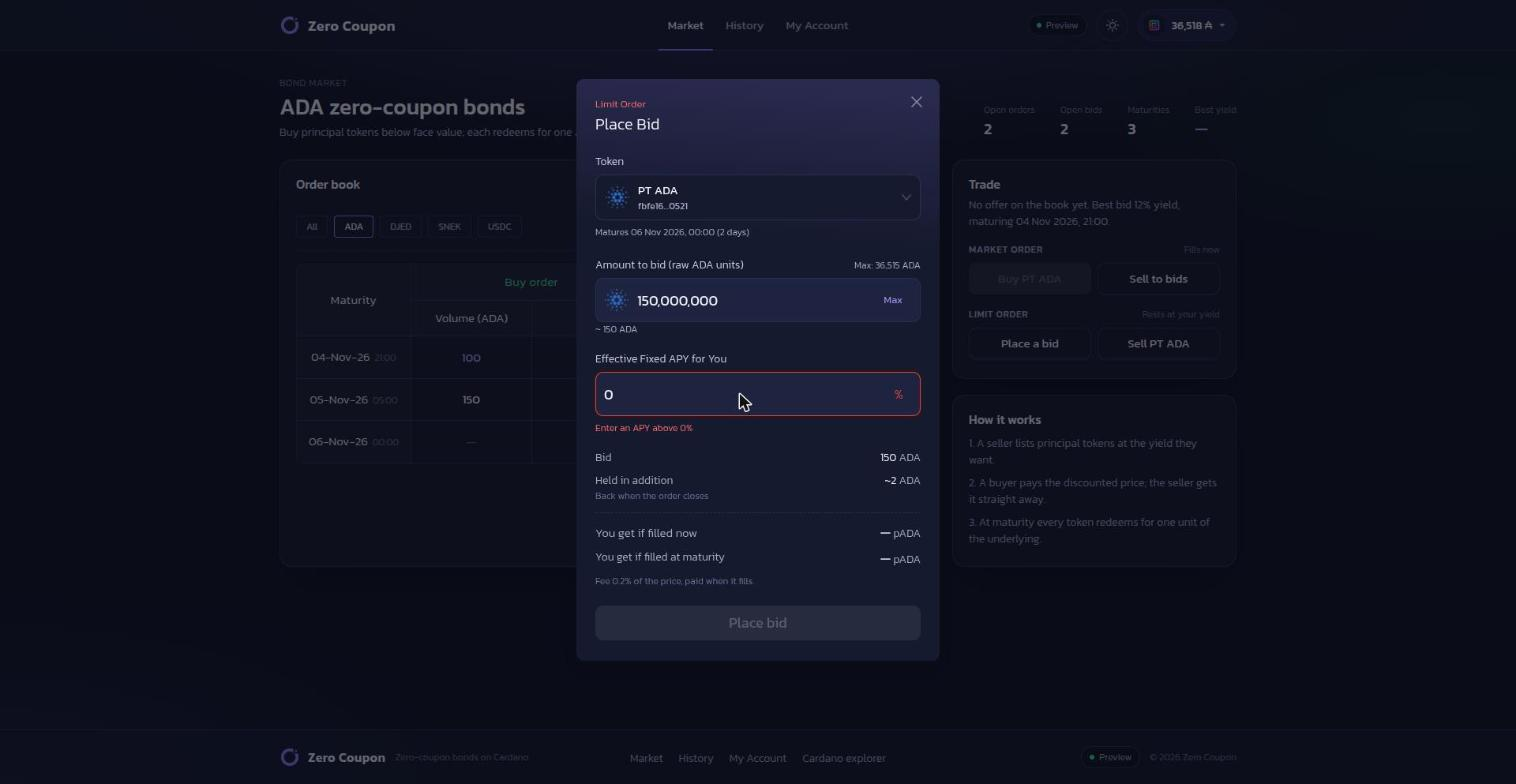 Zero Coupon
Market
History
My Account
Preview
36,518 ₳
BOND MARKET
ADA zero-coupon bonds
Buy principal tokens below face value; each redeems for one
Open orders
2
Open bids
2
Maturities
3
Best yield
—
Order book
All
ADA
DJED
SNEK
USDC
Maturity
Buy order
Volume (ADA)
04-Nov-26 21:00
100
05-Nov-26 05:00
150
06-Nov-26 00:00
—
Limit Order
Place Bid
Token
PT ADA
fbfe16...0521
Matures 06 Nov 2026, 00:00 (2 days)
Amount to bid (raw ADA units)
Max: 36,515 ADA
150,000,000
Max
~ 150 ADA
Effective Fixed APY for You
0
%
Enter an APY above 0%
Bid
150 ADA
Held in addition
~2 ADA
Back when the order closes
You get if filled now
— pADA
You get if filled at maturity
— pADA
Fee 0.2% of the price, paid when it fills.
Place bid
Trade
No offer on the book yet. Best bid 12% yield,
maturing 04 Nov 2026, 21:00.
MARKET ORDER
Fills now
Buy PT ADA
Sell to bids
LIMIT ORDER
Rests at your yield
Place a bid
Sell PT ADA
How it works
1. A seller lists principal tokens at the yield they
want.
2. A buyer pays the discounted price; the seller gets
it straight away.
3. At maturity every token redeems for one unit of
the underlying.
Zero Coupon
Zero-coupon bonds on Cardano
Market
History
My Account
Cardano explorer
Preview
© 2026 Zero Coupon